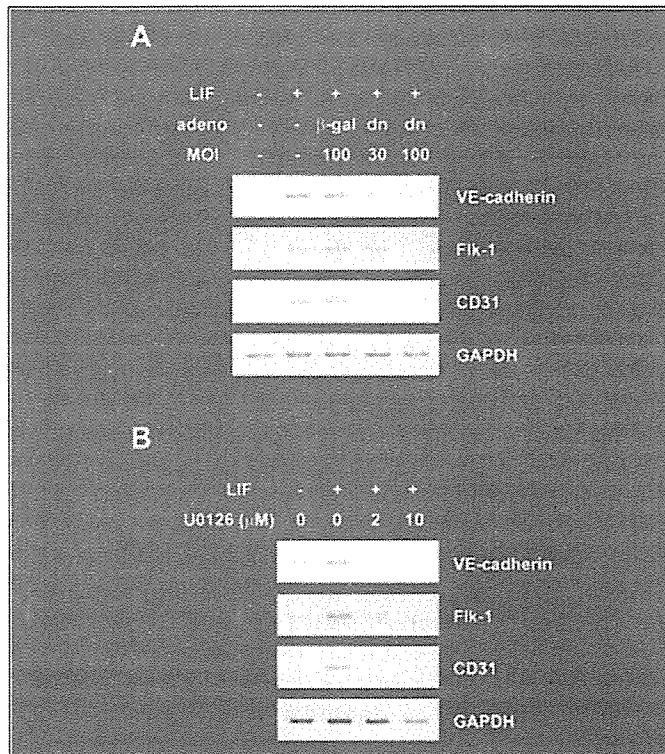 A
LIF - + + + +
adeno - - β-gal dn dn
MOI - - 100 30 100
VE-cadherin
Flk-1
CD31
GAPDH
B
LIF - + + +
U0126 (μM) 0 0 2 10
VE-cadherin
Flk-1
CD31
GAPDH